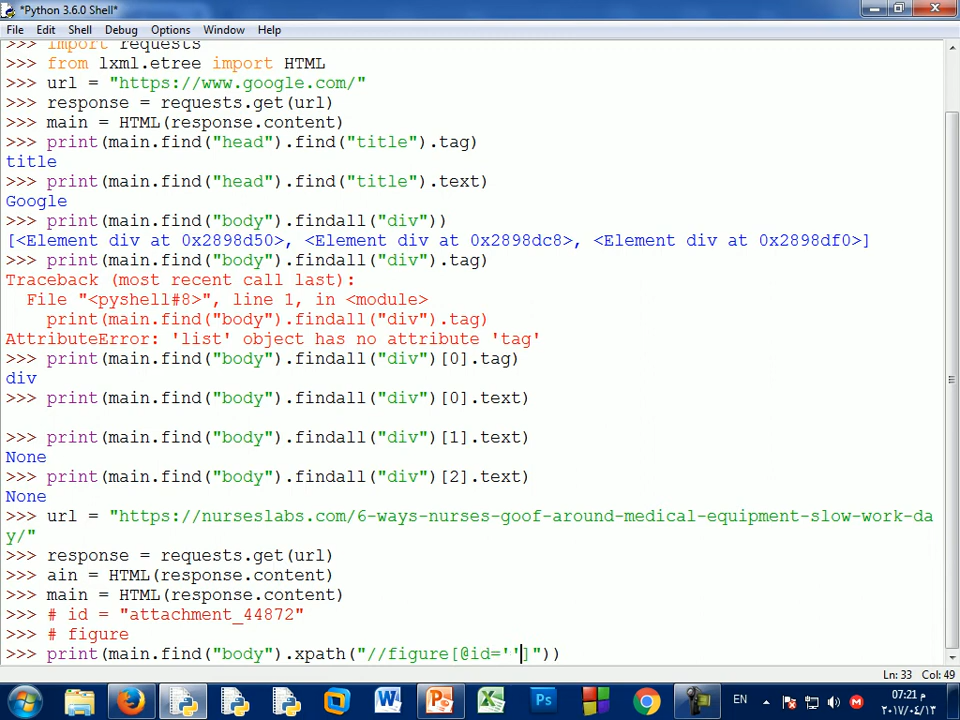 *Python 3.6.0 Shell*
File Edit Shell Debug Options Window Help
>>> import requests
>>> from lxml.etree import HTML
>>> url = "https://www.google.com/"
>>> response = requests.get(url)
>>> main = HTML(response.content)
>>> print(main.find("head").find("title").tag)
title
>>> print(main.find("head").find("title").text)
Google
>>> print(main.find("body").findall("div"))
[<Element div at 0x2898d50>, <Element div at 0x2898dc8>, <Element div at 0x2898df0>]
>>> print(main.find("body").findall("div").tag)
Traceback (most recent call last):
  File "<pyshell#8>", line 1, in <module>
    print(main.find("body").findall("div").tag)
AttributeError: 'list' object has no attribute 'tag'
>>> print(main.find("body").findall("div")[0].tag)
div
>>> print(main.find("body").findall("div")[0].text)
>>> print(main.find("body").findall("div")[1].text)
None
>>> print(main.find("body").findall("div")[2].text)
None
>>> url = "https://nurseslabs.com/6-ways-nurses-goof-around-medical-equipment-slow-work-da
y/"
>>> response = requests.get(url)
>>> ain = HTML(response.content)
>>> main = HTML(response.content)
>>> # id = "attachment_44872"
>>> # figure
>>> print(main.find("body").xpath("//figure[@id='']"))
Ln: 33 Col: 49
EN
07:21 م
٢٠١٧/٠٤/١٣